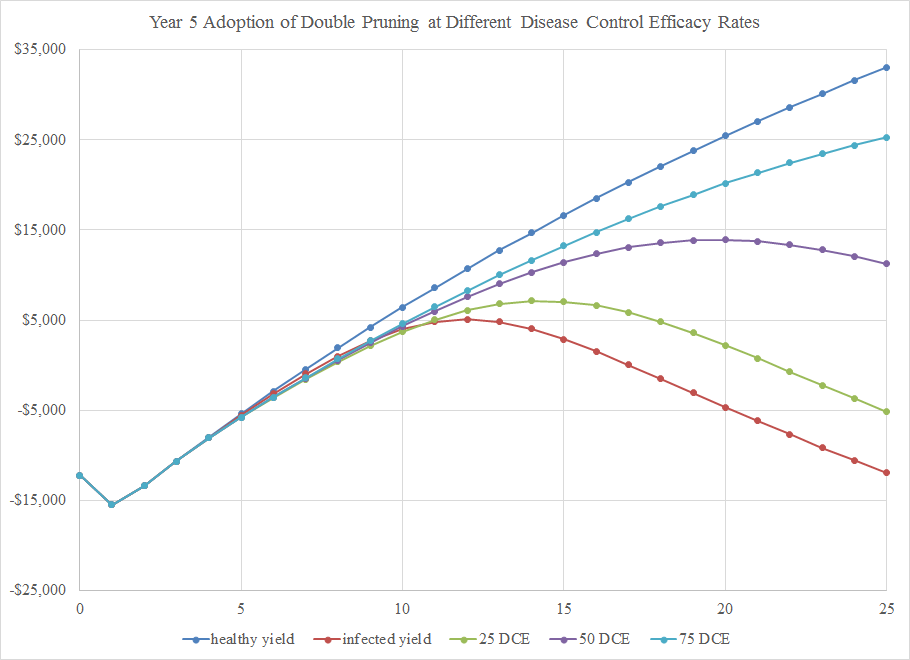 Year 5 Adoption of Double Pruning at Different Disease Control Efficacy Rates
$35,000
$25,000
$15,000
$5,000
-$5,000
-$15,000
-$25,000
0 5 10 15 20 25
healthy yield infected yield 25 DCE 50 DCE 75 DCE